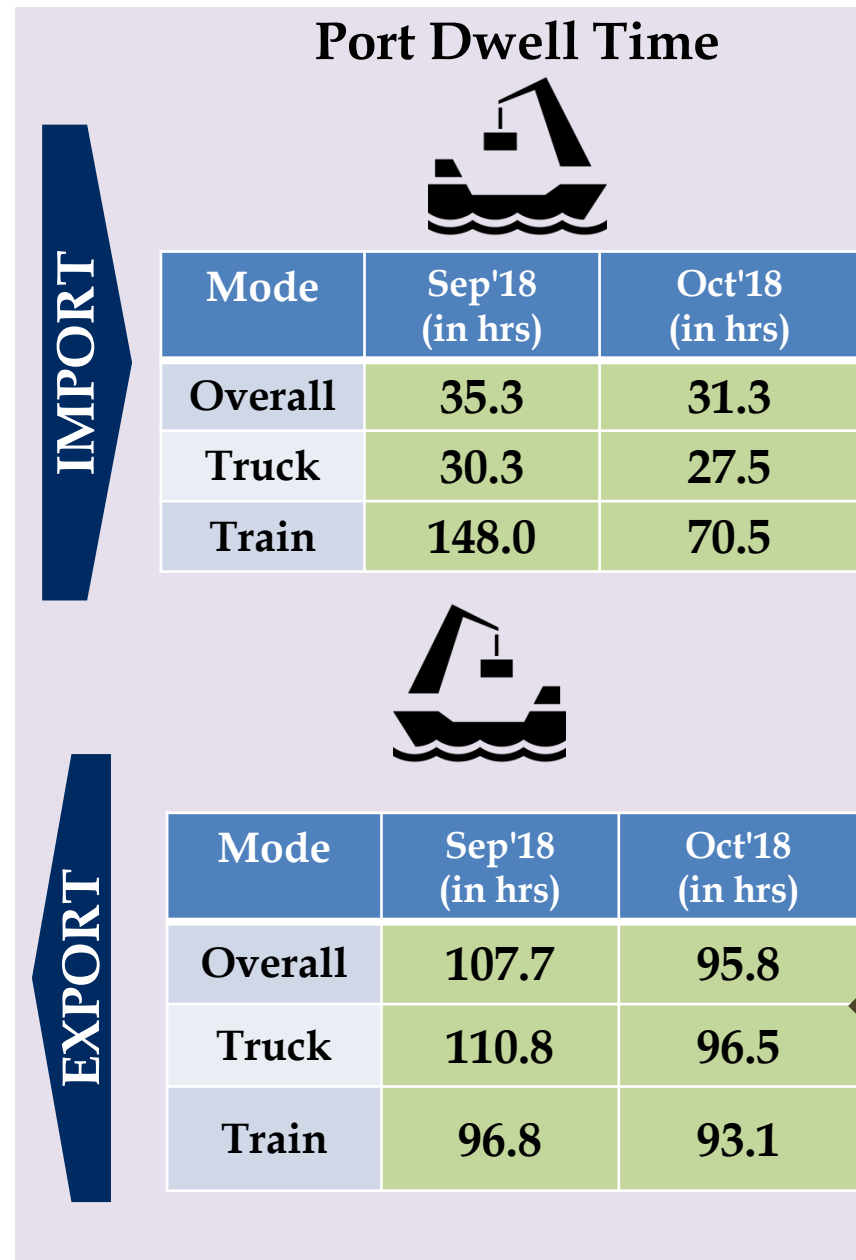 Port Dwell Time
IMPORT
Mode Sep'18 Oct'18
(in hrs) (in hrs)
Overall 35.3 31.3
Truck 30.3 27.5
Train 148.0 70.5
EXPORT
Mode Sep'18 Oct'18
(in hrs) (in hrs)
Overall 107.7 95.8
Truck 110.8 96.5
Train 96.8 93.1